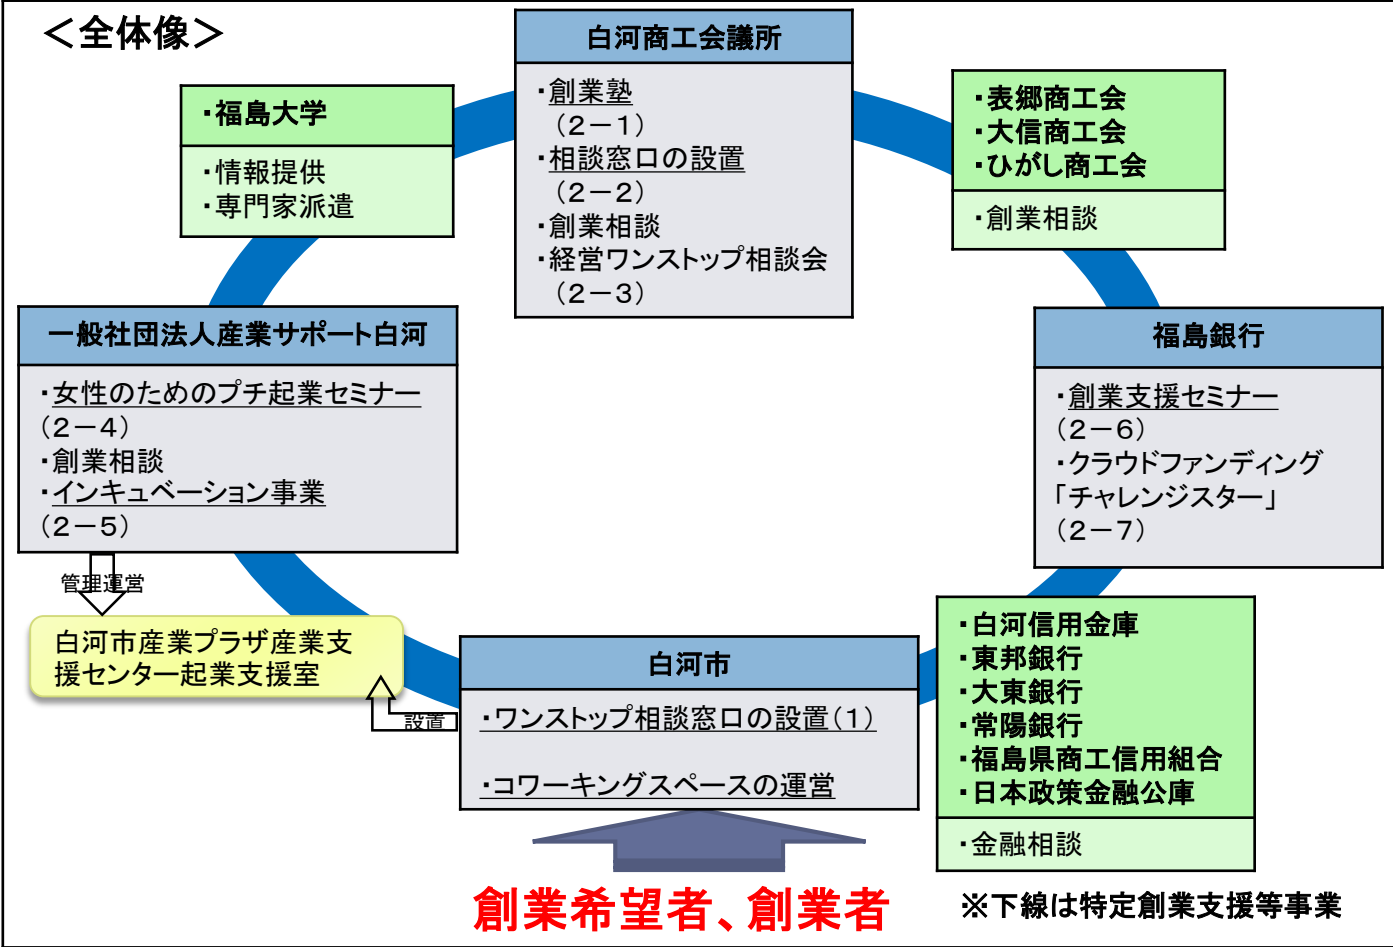 ＜全体像＞
白河商工会議所
・創業塾
（２－１）
・相談窓口の設置
（２－２）
・創業相談
・経営ワンストップ相談会
（２－３）
・福島大学
・情報提供
・専門家派遣
・表郷商工会
・大信商工会
・ひがし商工会
・創業相談
一般社団法人産業サポート白河
・女性のためのプチ起業セミナー
（２－４）
・創業相談
・インキュベーション事業
（２－５）
福島銀行
・創業支援セミナー
（２－６）
・クラウドファンディング
「チャレンジスター」
（２－７）
管理運営
白河市産業プラザ産業支
援センター起業支援室
設置
白河市
・ワンストップ相談窓口の設置（１）
・コワーキングスペースの運営
・白河信用金庫
・東邦銀行
・大東銀行
・常陽銀行
・福島県商工信用組合
・日本政策金融公庫
・金融相談
創業希望者、創業者
※下線は特定創業支援等事業